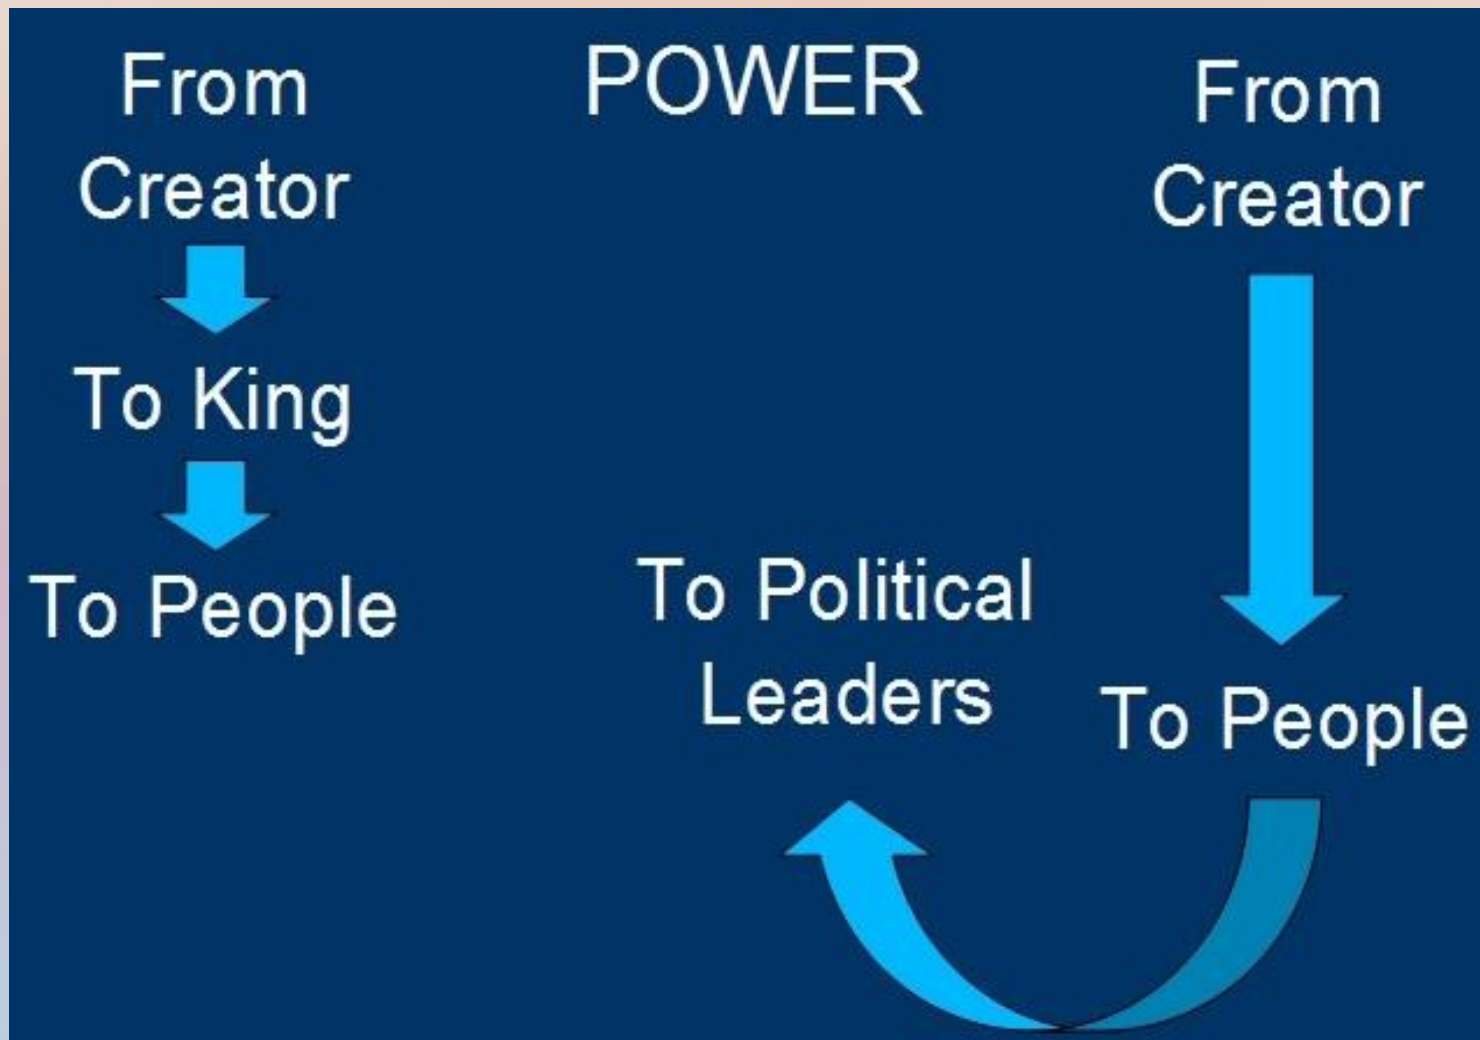 From
Creator
To King
To People
POWER
To Political
Leaders
From
Creator
To People